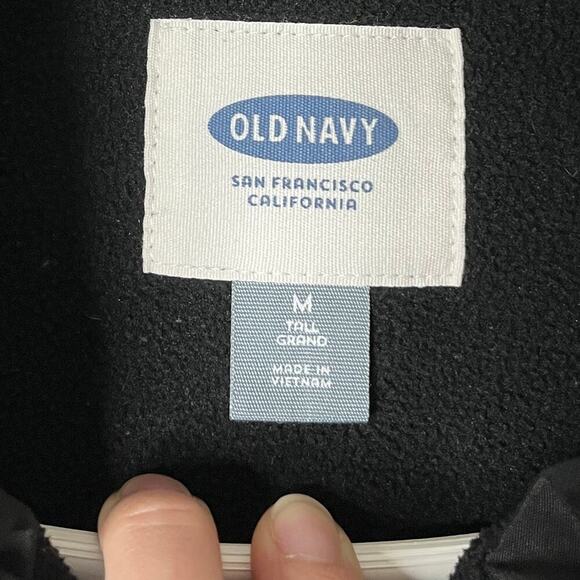 OLD NAVY
SAN FRANCISCO
CALIFORNIA
M
TALL
GRAND
MADE IN
VIETNAM